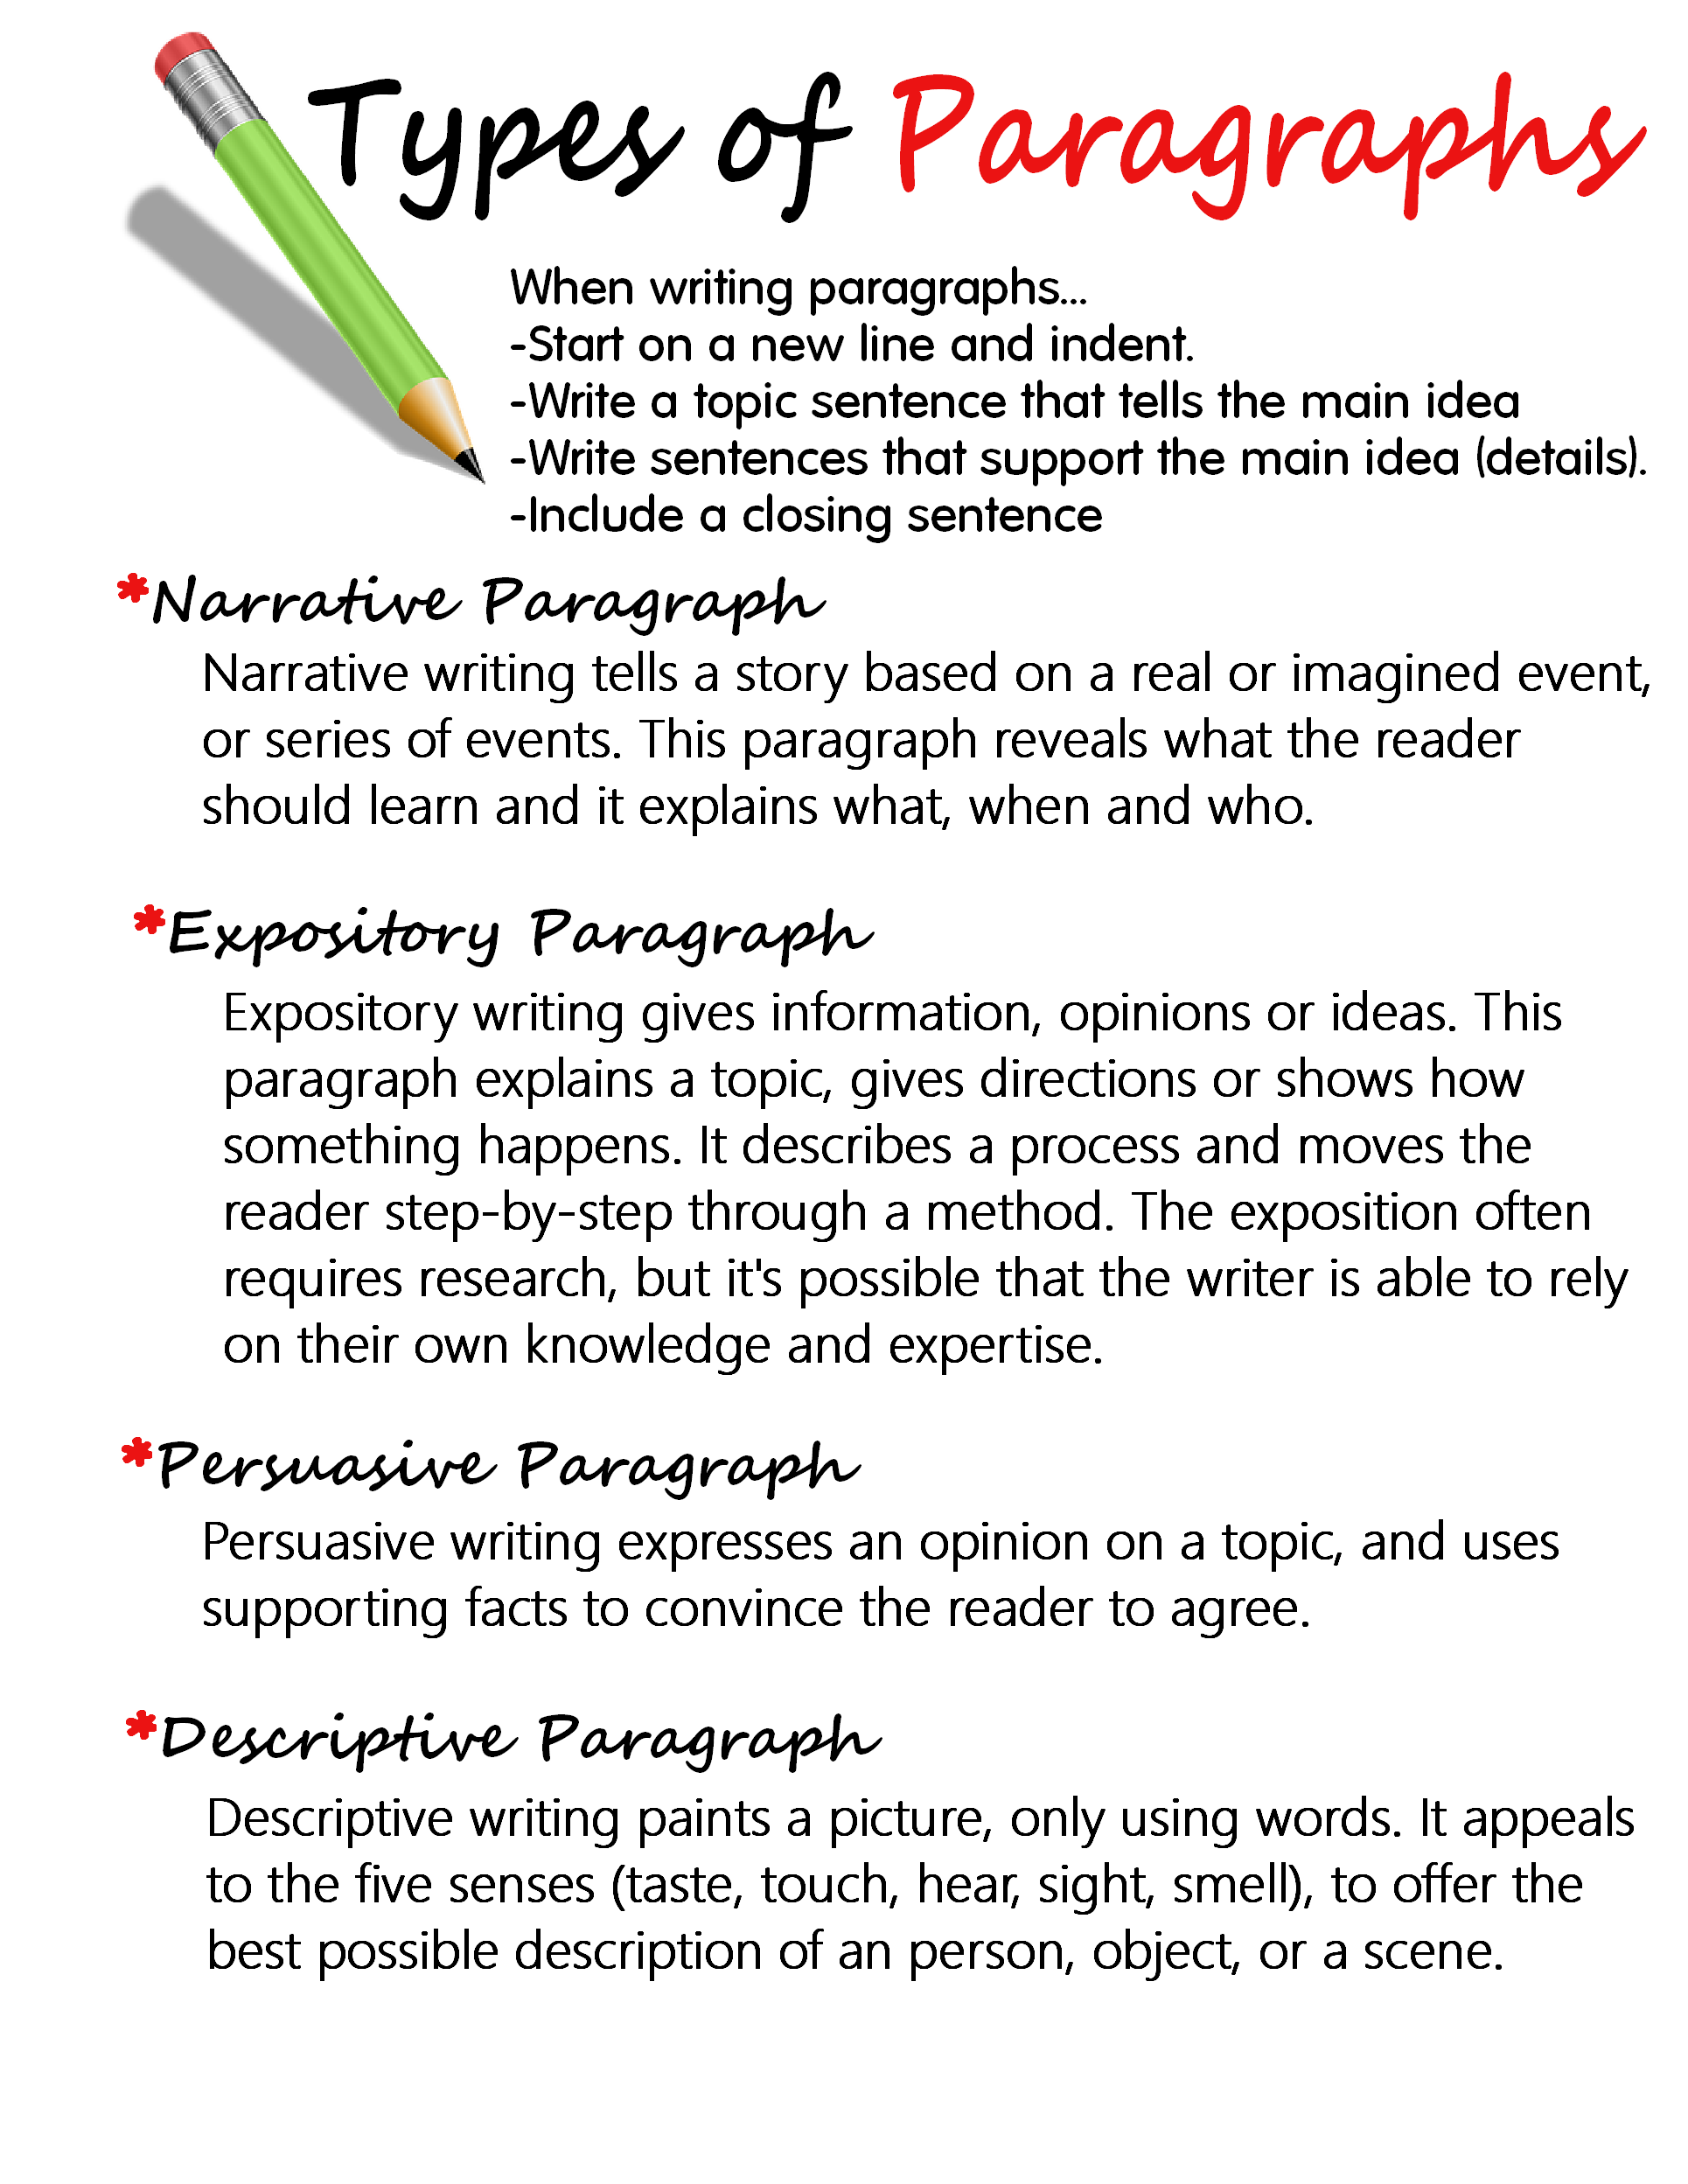 Types of Paragraphs
When writing paragraphs...
-Start on a new line and indent.
-Write a topic sentence that tells the main idea
-Write sentences that support the main idea (details).
-Include a closing sentence
*Narrative Paragraph
Narrative writing tells a story based on a real or imagined event,
or series of events. This paragraph reveals what the reader
should learn and it explains what, when and who.
*Expository Paragraph
Expository writing gives information, opinions or ideas. This
paragraph explains a topic, gives directions or shows how
something happens. It describes a process and moves the
reader step-by-step through a method. The exposition often
requires research, but it's possible that the writer is able to rely
on their own knowledge and expertise.
*Persuasive Paragraph
Persuasive writing expresses an opinion on a topic, and uses
supporting facts to convince the reader to agree.
*Descriptive Paragraph
Descriptive writing paints a picture, only using words. It appeals
to the five senses (taste, touch, hear, sight, smell), to offer the
best possible description of an person, object, or a scene.